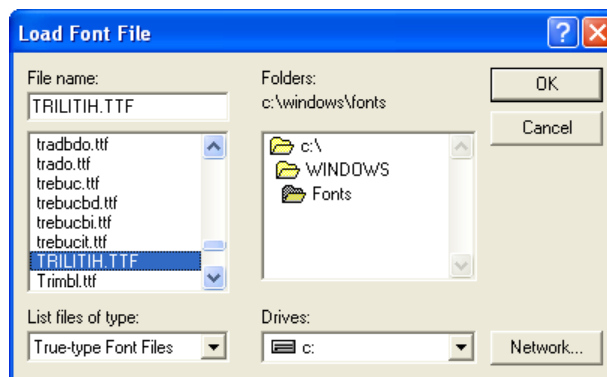 Load Font File
File name:
TRILITIH.TTF
tradbdo.ttf
trado.ttf
trebuc.ttf
trebucbd.ttf
trebucbi.ttf
trebucit.ttf
TRILITIH.TTF
Trimbl.ttf
List files of type:
True-type Font Files
Folders:
c:\windows\fonts
c:\
WINDOWS
Fonts
Drives:
c:
OK
Cancel
Network...